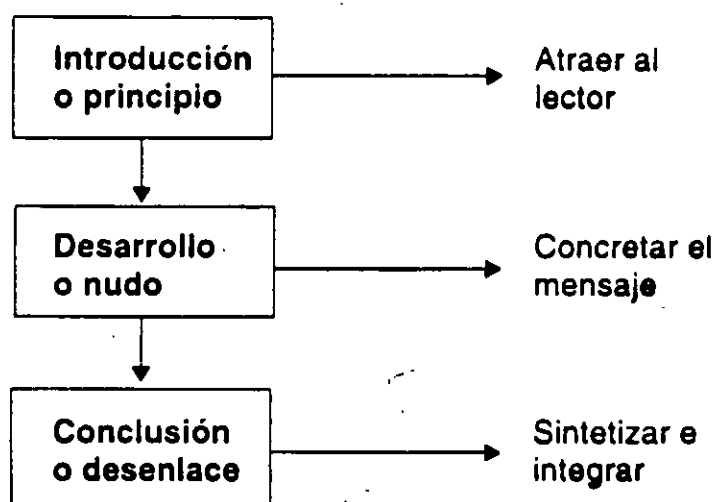 Introducción
o principio
Atraer al
lector
Desarrollo
o nudo
Concretar el
mensaje
Conclusión
o desenlace
Sintetizar e
integrar